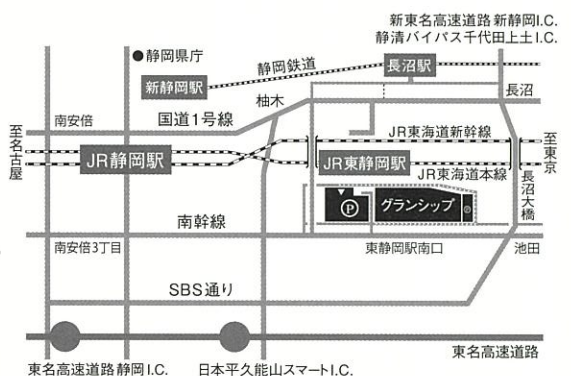 新東名高速道路 新静岡I.C.
静清バイパス千代田上土I.C.
●静岡県庁
静岡鉄道
長沼駅
新静岡駅
柚木
長沼
南安倍
国道1号線
JR東海道新幹線
至名古屋
至東京
JR静岡駅
JR東静岡駅
JR東海道本線
長沼大橋
P
グランシップ
南幹線
南安倍3丁目
東静岡駅南口
池田
SBS通り
東名高速道路
東名高速道路静岡I.C.
日本平久能山スマートI.C.